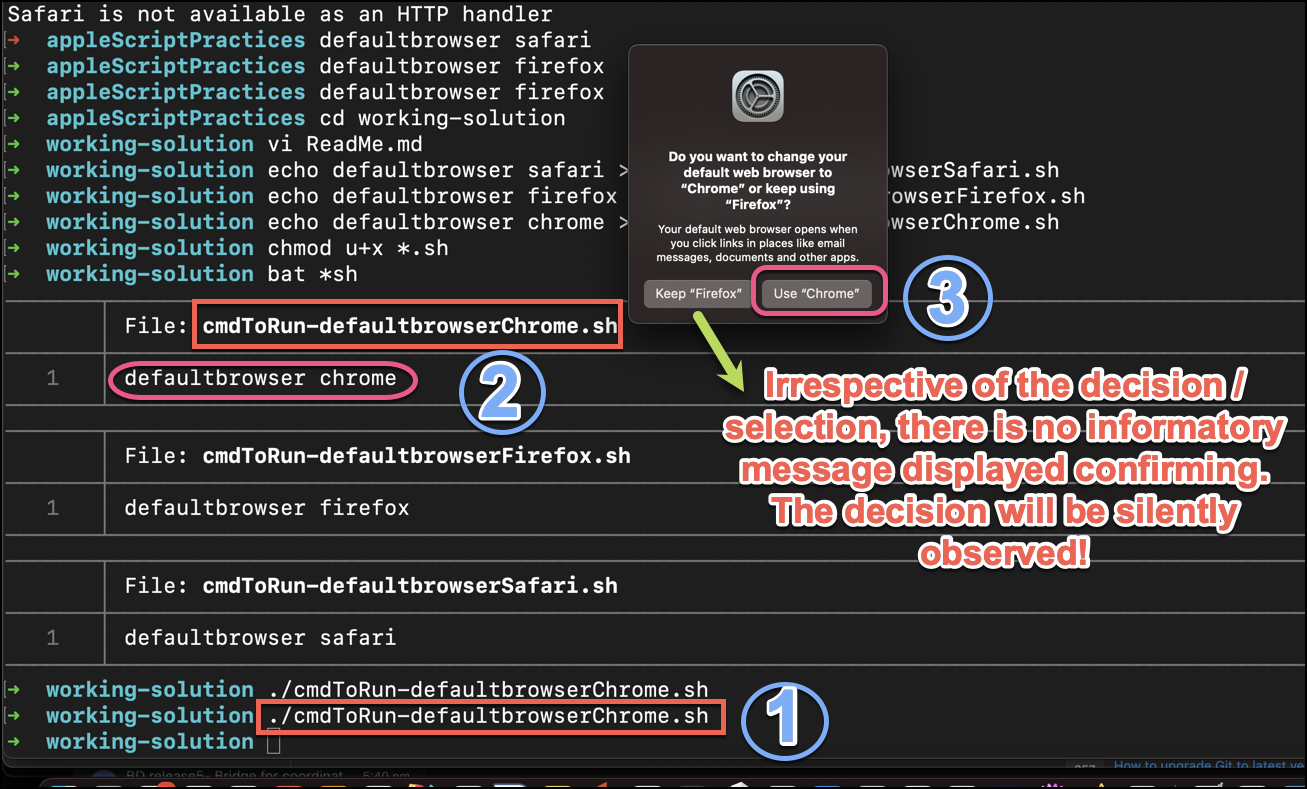 Safari is not available as an HTTP handler
→ appleScriptPractices defaultbrowser safari
→ appleScriptPractices defaultbrowser firefox
→ appleScriptPractices defaultbrowser firefox
→ appleScriptPractices cd working-solution
→ working-solution vi ReadMe.md
→ working-solution echo defaultbrowser safari > wserSafari.sh
→ working-solution echo defaultbrowser firefox rowserFirefox.sh
→ working-solution echo defaultbrowser chrome > wserChrome.sh
→ working-solution chmod u+x *.sh
→ working-solution bat *sh
Do you want to change your
default web browser to
“Chrome” or keep using
“Firefox”?
Your default web browser opens when
you click links in places like email
messages, documents and other apps.
Keep “Firefox”
Use “Chrome”
3
File: cmdToRun-defaultbrowserChrome.sh
1 defaultbrowser chrome
2
Irrespective of the decision /
selection, there is no informatory
message displayed confirming.
The decision will be silently
observed!
File: cmdToRun-defaultbrowserFirefox.sh
1 defaultbrowser firefox
File: cmdToRun-defaultbrowserSafari.sh
1 defaultbrowser safari
→ working-solution ./cmdToRun-defaultbrowserChrome.sh
→ working-solution ./cmdToRun-defaultbrowserChrome.sh
1
→ working-solution
BD release5- Bridge for coordinat... 5:40 pm
How to upgrade Git to latest ve